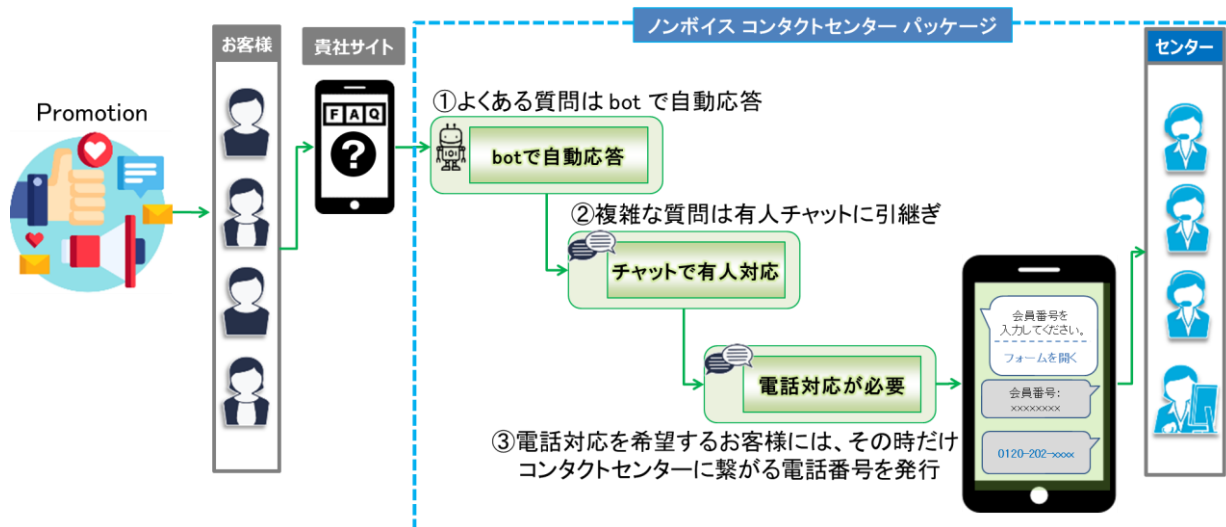 ノンボイス コンタクトセンター パッケージ
お客様
貴社サイト
センター
Promotion
FAQ
?
①よくある質問は bot で自動応答
botで自動応答
②複雑な質問は有人チャットに引継ぎ
チャットで有人対応
電話対応が必要
③電話対応を希望するお客様には、その時だけ
コンタクトセンターに繋がる電話番号を発行
会員番号を
入力してください。
フォームを開く
会員番号:
xxxxxxxx
0120-202-xxxx